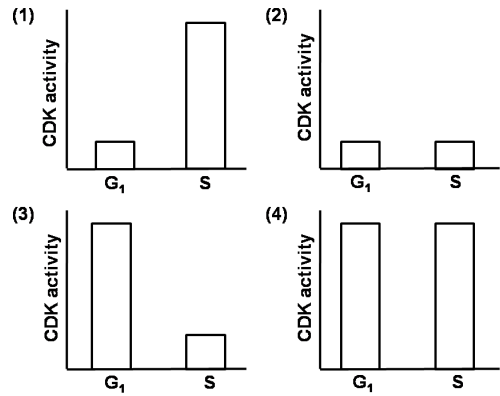 (1)
CDK activity
G₁ S
(2)
CDK activity
G₁ S
(3)
CDK activity
G₁ S
(4)
CDK activity
G₁ S